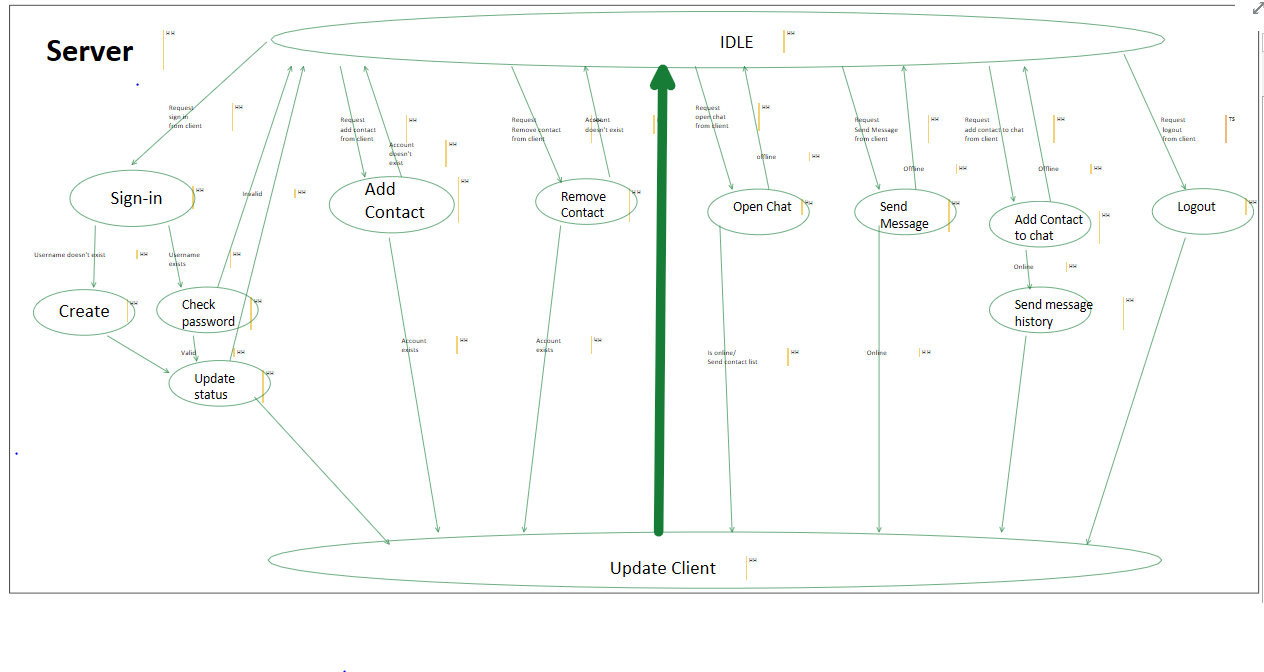 Server
IDLE
Request
sign in
from client
Request
add contact
from client
Account
doesn't
exist
Request
Remove contact
from client
Account
doesn't exist
Request
open chat
from client
offline
Request
Send Message
from client
Offline
Request
add contact to chat
from client
Offline
Request
logout
from client
TS
Sign-in
Invalid
Add
Contact
Remove
Contact
Open Chat
Send
Message
Add Contact
to chat
Logout
Username doesn't exist
Username
exists
Online
Create
Check
password
Send message
history
Valid
Update
status
Account
exists
Account
exists
Is online/
Send contact list
Online
Update Client